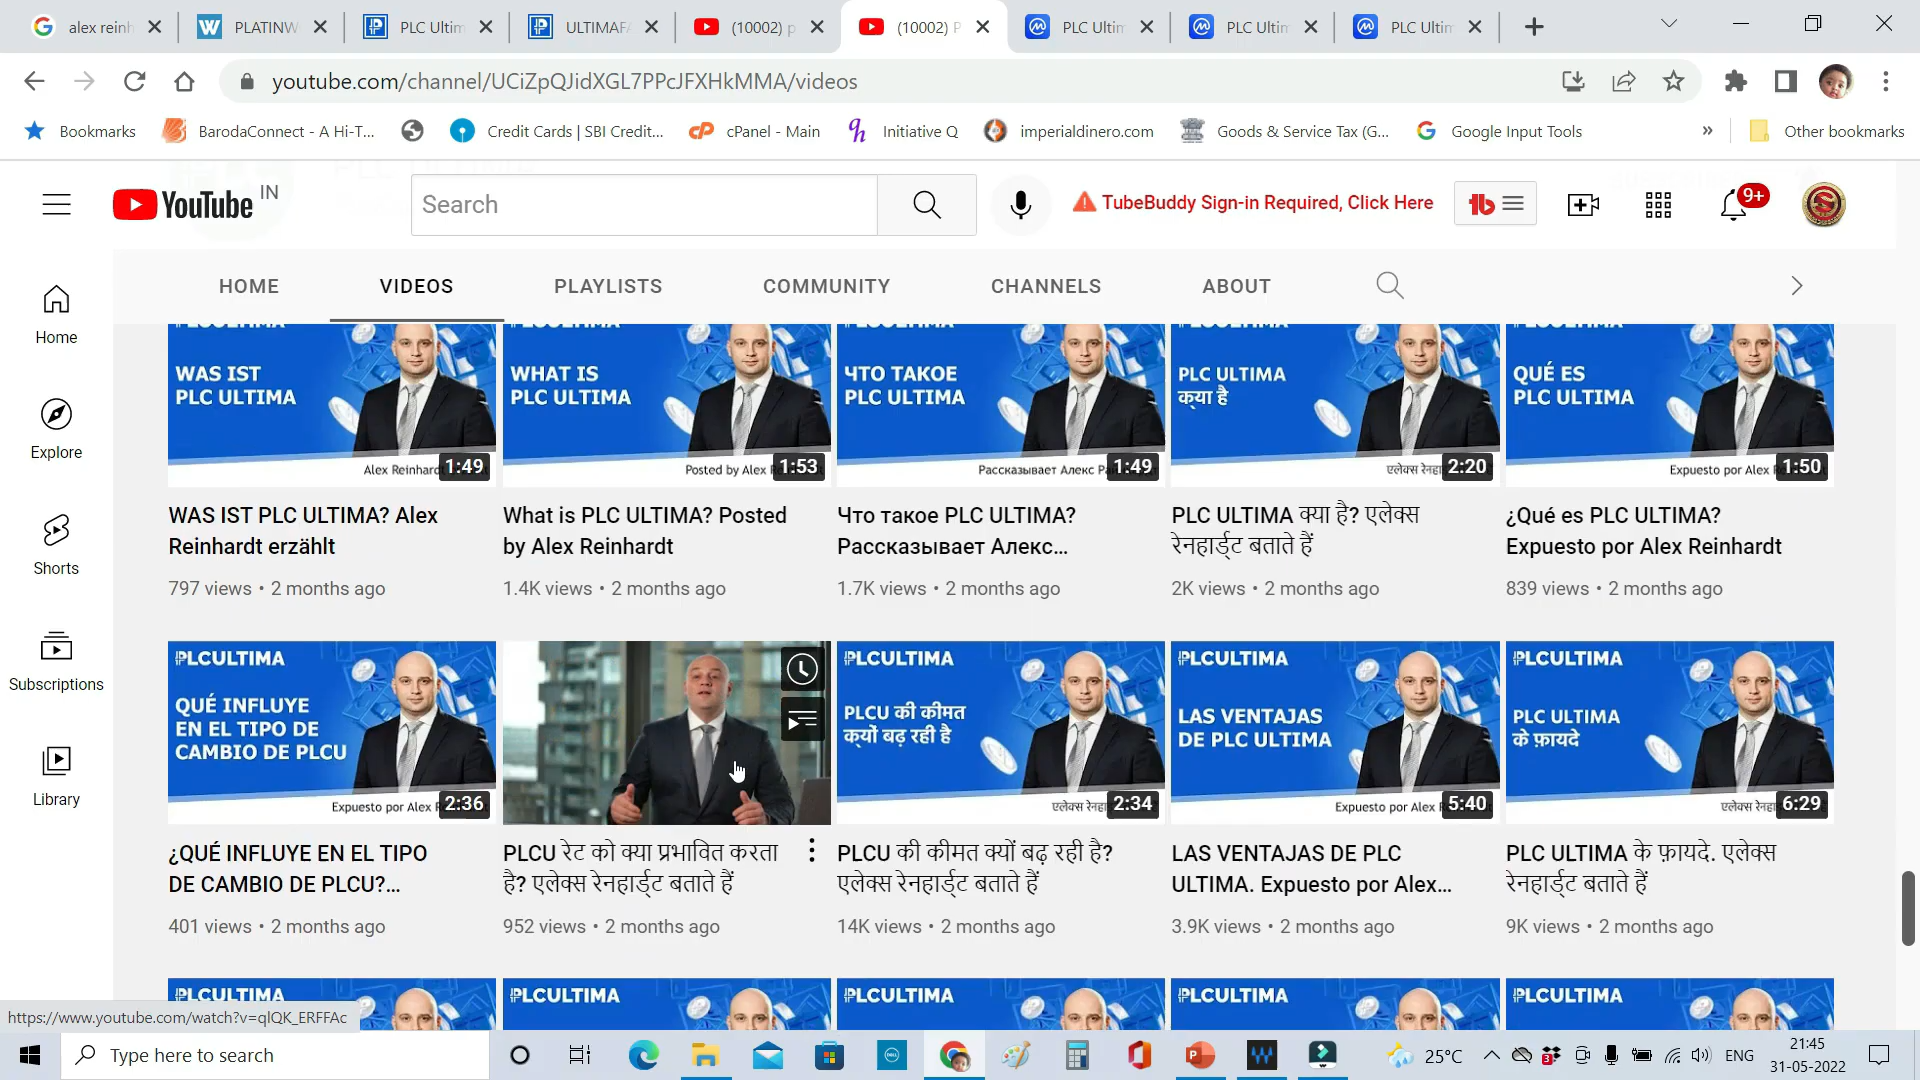 alex reinh
PLATINW
PLC Ultim
ULTIMAFA
(10002) p
(10002) P
PLC Ultim
PLC Ultim
PLC Ultim
youtube.com/channel/UCiZpQJidXGL7PPcJFXHkMMA/videos
Bookmarks
BarodaConnect - A Hi-T...
Credit Cards | SBI Credit...
cPanel - Main
Initiative Q
imperialdinero.com
Goods & Service Tax (G...
Google Input Tools
»
Other bookmarks
YouTube IN
Search
TubeBuddy Sign-in Required, Click Here
9+
HOME
VIDEOS
PLAYLISTS
COMMUNITY
CHANNELS
ABOUT
Home
Explore
Shorts
Subscriptions
Library
WAS IST
PLC ULTIMA
Alex Reinhardt
1:49
WHAT IS
PLC ULTIMA
Posted by Alex
1:53
ЧТО ТАКОЕ
PLC ULTIMA
Рассказывает Алекс
1:49
PLC ULTIMA
क्या है
एलेक्स
2:20
QUÉ ES
PLC ULTIMA
Expuesto por Alex
1:50
WAS IST PLC ULTIMA? Alex
Reinhardt erzählt
797 views • 2 months ago
What is PLC ULTIMA? Posted
by Alex Reinhardt
1.4K views • 2 months ago
Что такое PLC ULTIMA?
Рассказывает Алекс...
1.7K views • 2 months ago
PLC ULTIMA क्या है? एलेक्स
रेनहार्ड्ट बताते हैं
2K views • 2 months ago
¿Qué es PLC ULTIMA?
Expuesto por Alex Reinhardt
839 views • 2 months ago
PLCULTIMA
QUÉ INFLUYE
EN EL TIPO DE
CAMBIO DE PLCU
Expuesto por Alex
2:36
PLCULTIMA
PLCU की कीमत
क्यों बढ़ रही है
एलेक्स
2:34
PLCULTIMA
LAS VENTAJAS
DE PLC ULTIMA
Expuesto por Alex
5:40
PLCULTIMA
PLC ULTIMA
के फ़ायदे
एलेक्स
6:29
¿QUÉ INFLUYE EN EL TIPO
DE CAMBIO DE PLCU?...
401 views • 2 months ago
PLCU रेट को क्या प्रभावित करता
है? एलेक्स रेनहार्ड्ट बताते हैं
952 views • 2 months ago
PLCU की कीमत क्यों बढ़ रही है?
एलेक्स रेनहार्ड्ट बताते हैं
14K views • 2 months ago
LAS VENTAJAS DE PLC
ULTIMA. Expuesto por Alex...
3.9K views • 2 months ago
PLC ULTIMA के फ़ायदे. एलेक्स
रेनहार्ड्ट बताते हैं
9K views • 2 months ago
PLCULTIMA
PLCULTIMA
PLCULTIMA
PLCULTIMA
PLCULTIMA
https://www.youtube.com/watch?v=qlQK_ERFFAc
Type here to search
25°C
ENG
21:45
31-05-2022